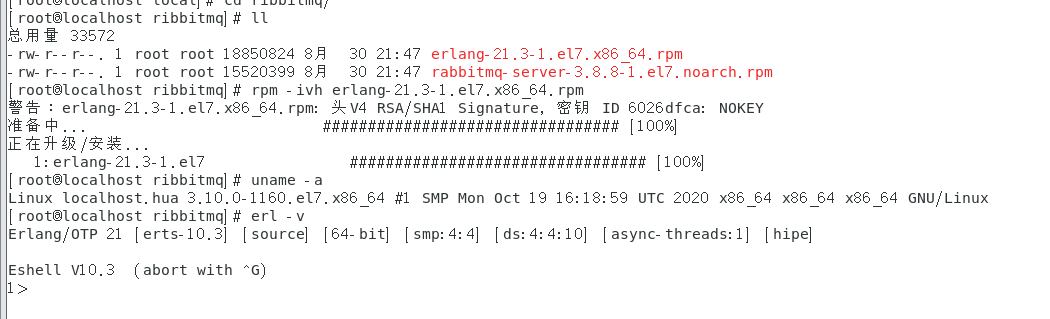 [root@localhost local]# cd ribbitmq/
[root@localhost ribbitmq]# ll
总用量 33572
-rw-r--r--. 1 root root 18850824 8月  30 21:47 erlang-21.3-1.el7.x86_64.rpm
-rw-r--r--. 1 root root 15520399 8月  30 21:47 rabbitmq-server-3.8.8-1.el7.noarch.rpm
[root@localhost ribbitmq]# rpm -ivh erlang-21.3-1.el7.x86_64.rpm
警告：erlang-21.3-1.el7.x86_64.rpm: 头V4 RSA/SHA1 Signature, 密钥 ID 6026dfca: NOKEY
准备中... ################################# [100%]
正在升级/安装...
1:erlang-21.3-1.el7 ################################# [100%]
[root@localhost ribbitmq]# uname -a
Linux localhost.hua 3.10.0-1160.el7.x86_64 #1 SMP Mon Oct 19 16:18:59 UTC 2020 x86_64 x86_64 x86_64 GNU/Linux
[root@localhost ribbitmq]# erl -v
Erlang/OTP 21 [erts-10.3] [source] [64-bit] [smp:4:4] [ds:4:4:10] [async-threads:1] [hipe]
Eshell V10.3  (abort with ^G)
1>